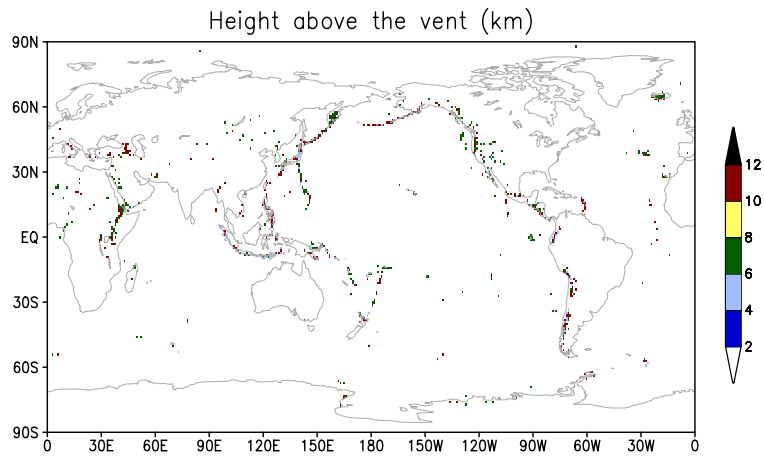 Height above the vent (km)
90N
60N
30N
EQ
30S
60S
90S
0 30E 60E 90E 120E 150E 180 150W 120W 90W 60W 30W 0
12
10
8
6
4
2